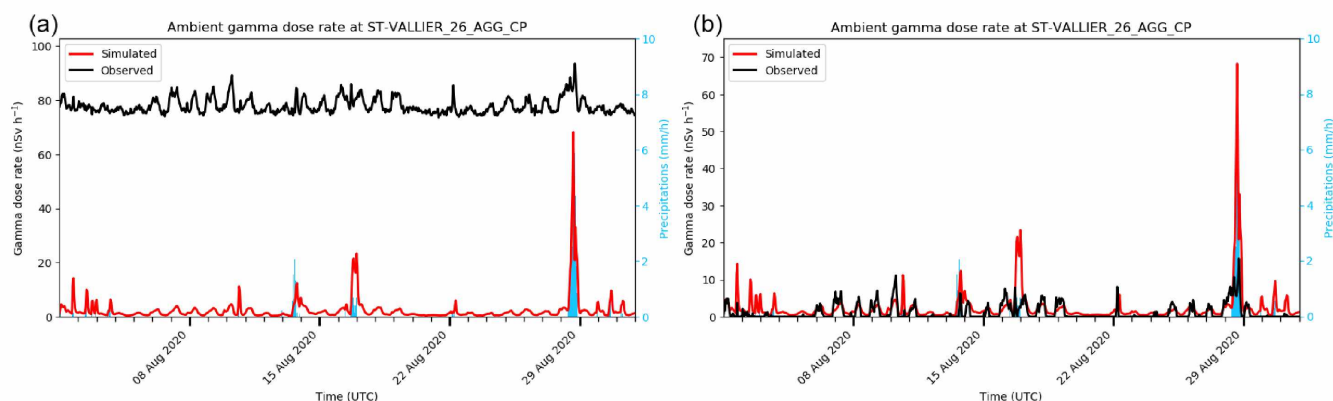 (a)
Ambient gamma dose rate at ST-VALLIER_26_AGG_CP
Simulated
Observed
100
80
60
40
20
0
Gamma dose rate (nSv h⁻¹)
10
8
6
4
2
0
Precipitations (mm/h)
08 Aug 2020
15 Aug 2020
22 Aug 2020
29 Aug 2020
Time (UTC)
(b)
Ambient gamma dose rate at ST-VALLIER_26_AGG_CP
Simulated
Observed
70
60
50
40
30
20
10
0
Gamma dose rate (nSv h⁻¹)
10
8
6
4
2
0
Precipitations (mm/h)
08 Aug 2020
15 Aug 2020
22 Aug 2020
29 Aug 2020
Time (UTC)